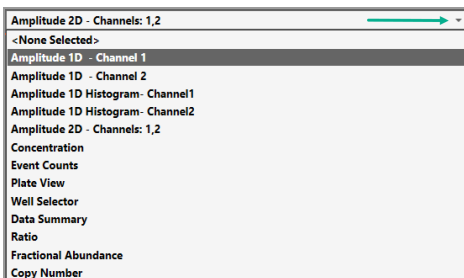 Amplitude 2D - Channels: 1,2
<None Selected>
Amplitude 1D - Channel 1
Amplitude 1D - Channel 2
Amplitude 1D Histogram- Channel1
Amplitude 1D Histogram- Channel2
Amplitude 2D - Channels: 1,2
Concentration
Event Counts
Plate View
Well Selector
Data Summary
Ratio
Fractional Abundance
Copy Number